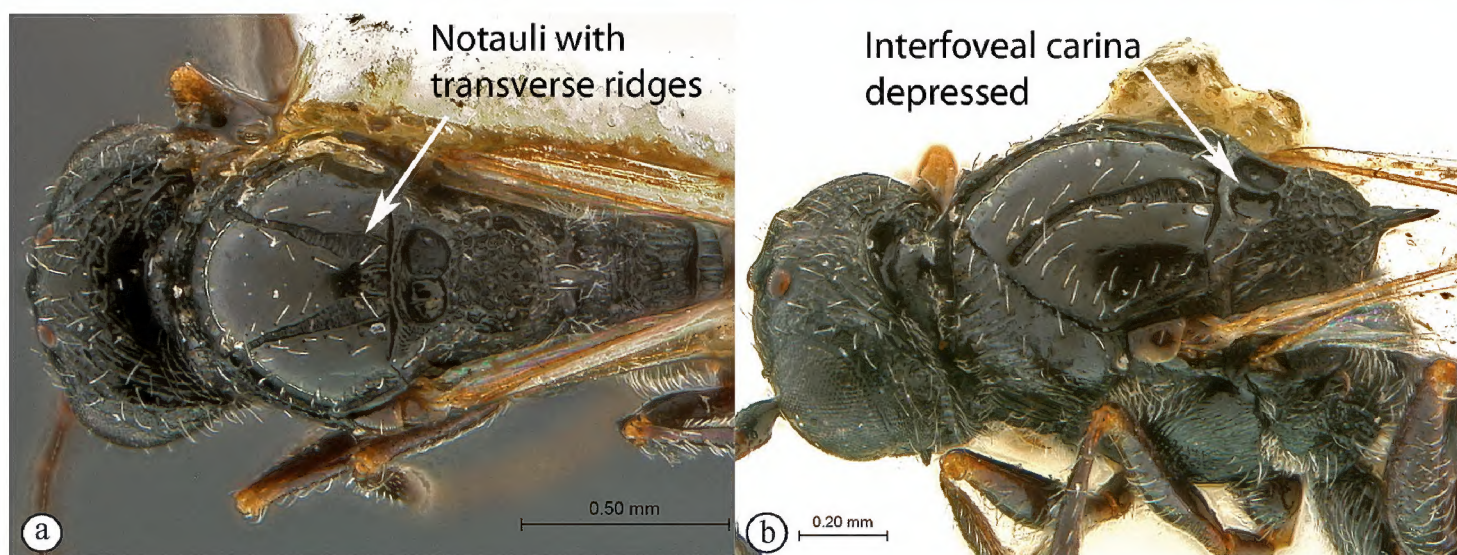 Notauli with
transverse ridges
0.50 mm
a
Interfoveal carina
depressed
0.20 mm
b